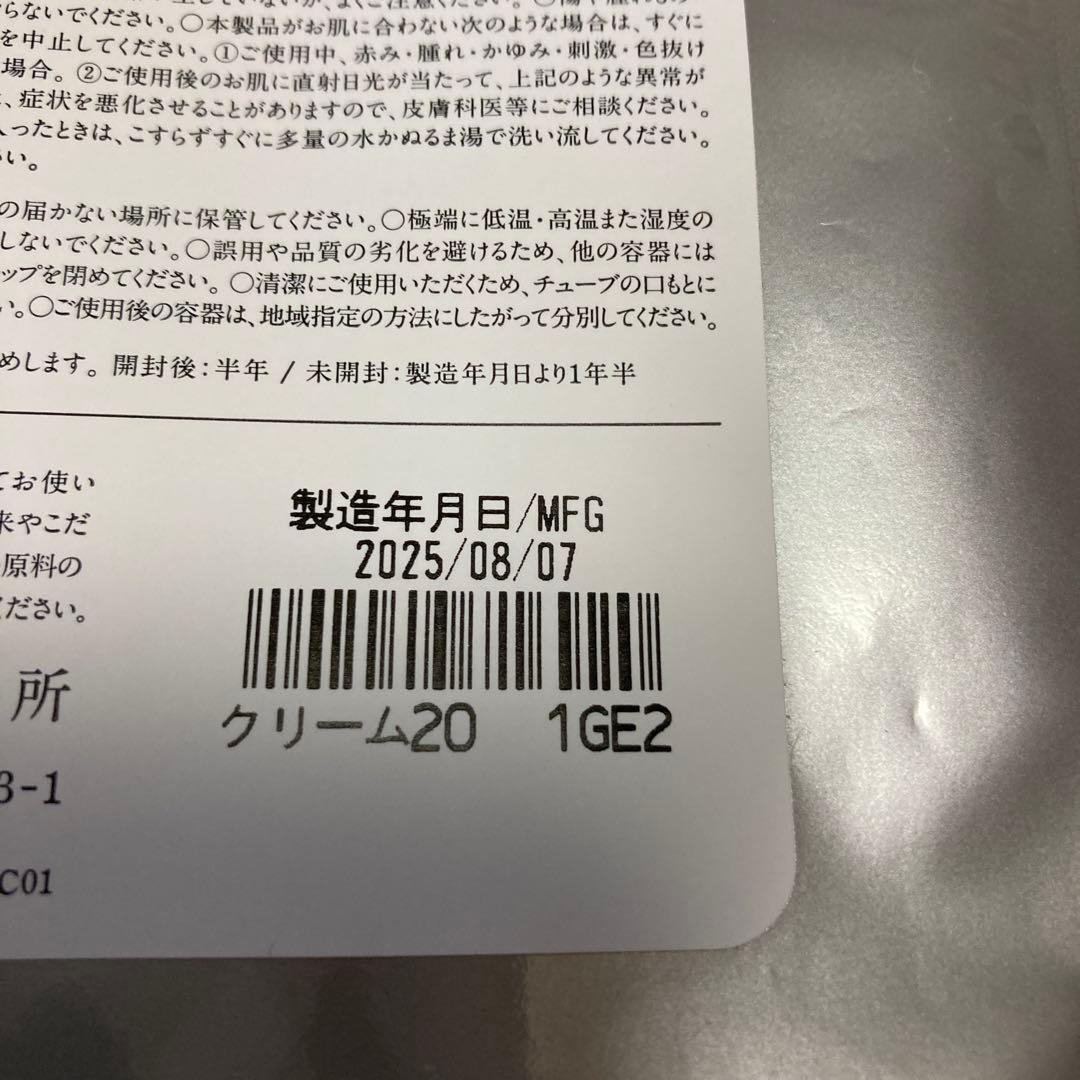 らないでください。○本製品がお肌に合わない次のような場合は、すぐに
を中止してください。①ご使用中、赤み・腫れ・かゆみ・刺激・色抜け
場合。②ご使用後のお肌に直射日光が当たって、上記のような異常が
、症状を悪化させることがありますので、皮膚科医等にご相談ください。
入ったときは、こすらずすぐに多量の水かぬるま湯で洗い流してください。
い。
の届かない場所に保管してください。○極端に低温・高温また湿度の
しないでください。○誤用や品質の劣化を避けるため、他の容器には
ップを閉めてください。○清潔にご使用いただくため、チューブの口もとに
い。○ご使用後の容器は、地域指定の方法にしたがって分別してください。
めします。開封後：半年 / 未開封：製造年月日より1年半
てお使い
来やこだ
原料の
ください。
所
3-1
C01
製造年月日/MFG
2025/08/07
クリーム20 1GE2